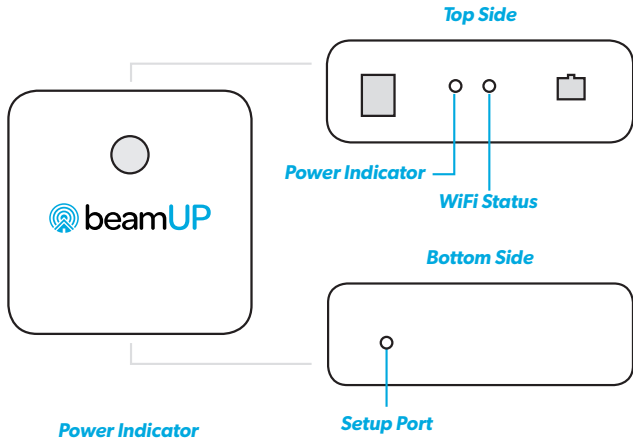 Top Side
Power Indicator
WiFi Status
beamUP
Bottom Side
Setup Port
Power Indicator